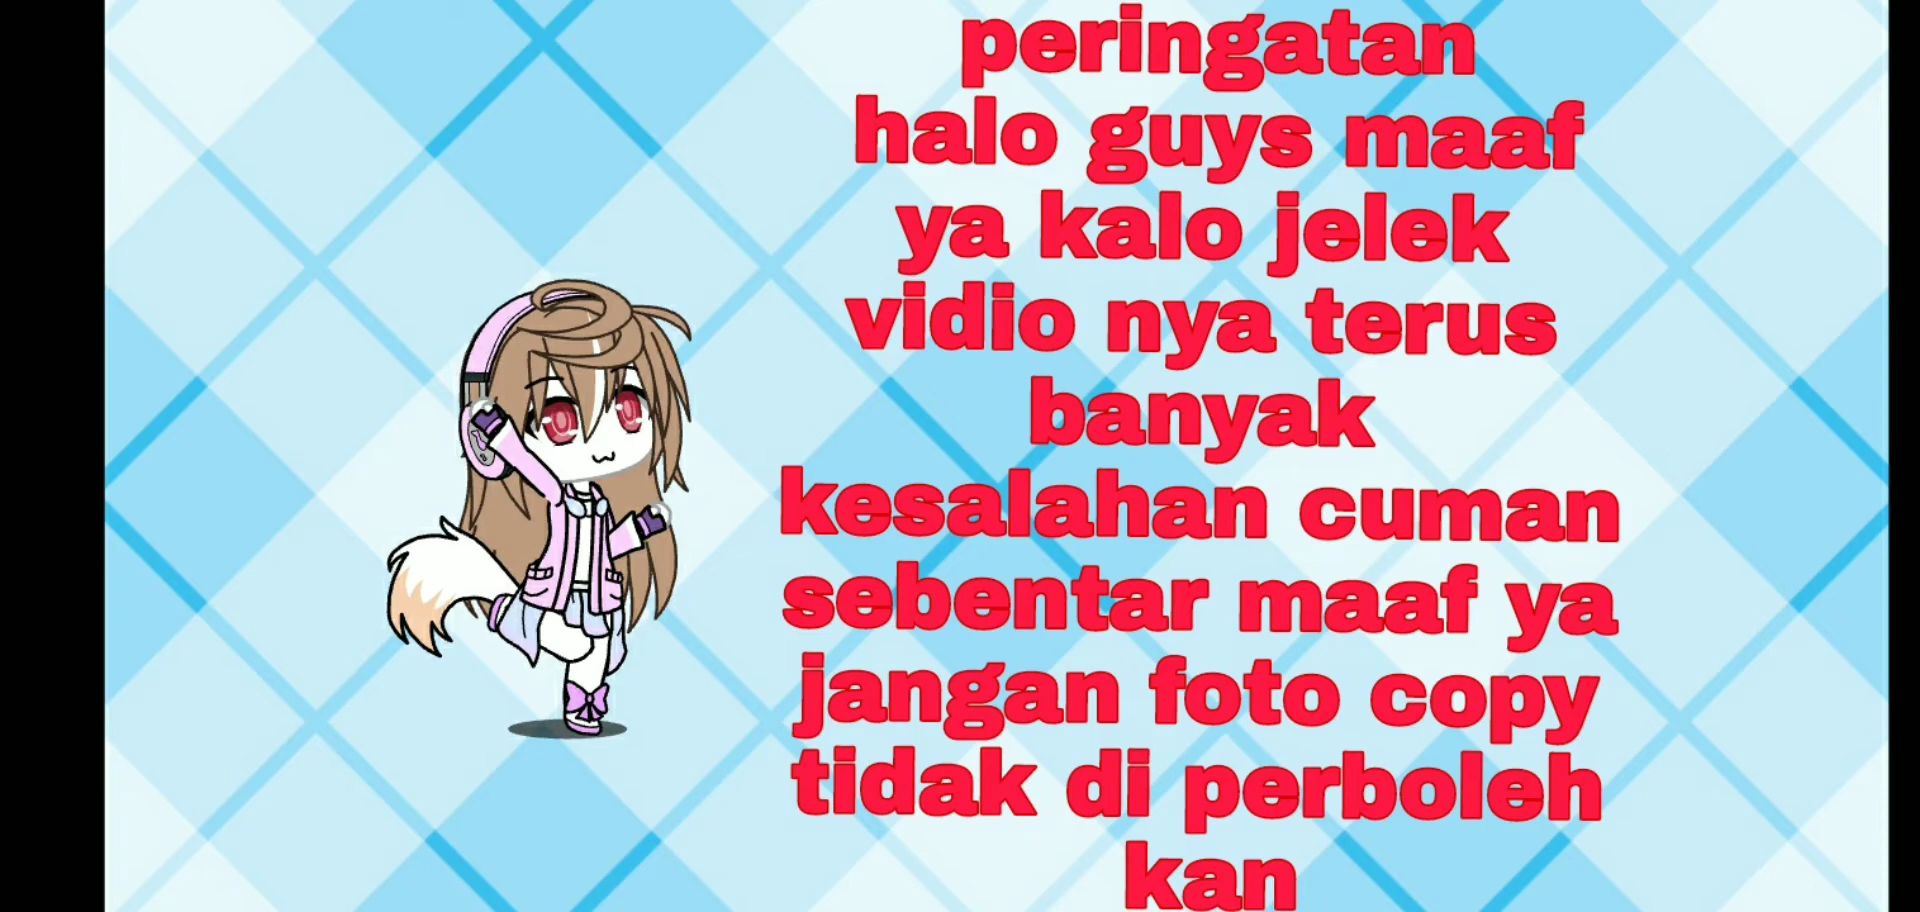 peringatan
halo guys maaf
ya kalo jelek
vidio nya terus
banyak
kesalahan cuman
sebentar maaf ya
jangan foto copy
tidak di perboleh
kan